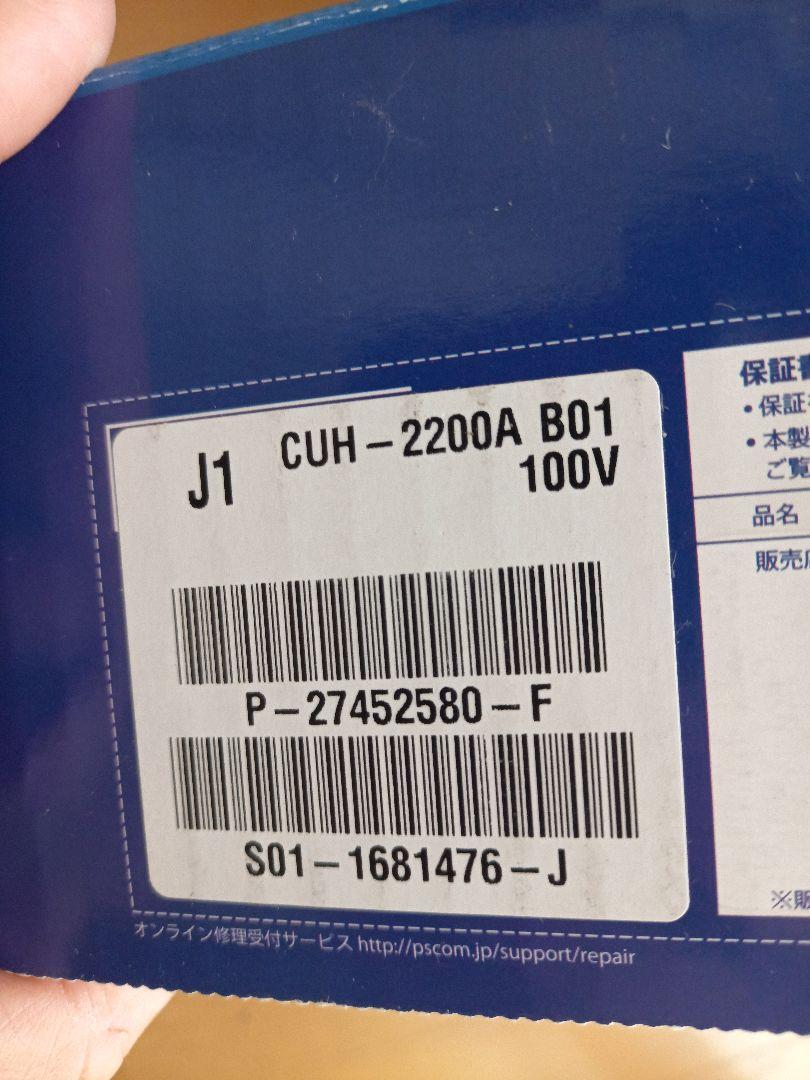 J1 CUH-2200A B01
100V
P-27452580-F
S01-1681476-J
オンライン修理受付サービス http://pscom.jp/support/repair
保証書
・保証
・本製
ご覧
品名
販売店
※販